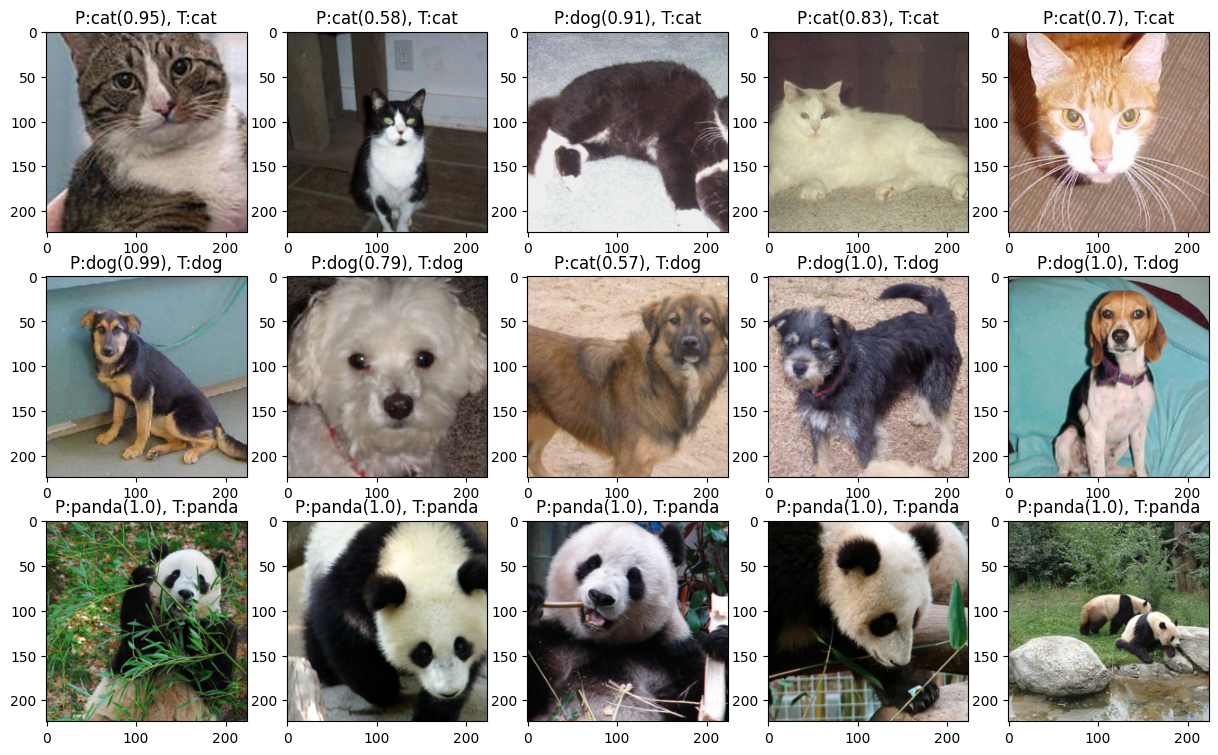 P:cat(0.95), T:cat P:cat(0.58), T:cat P:dog(0.91), T:cat P:cat(0.83), T:cat P:cat(0.7), T:cat
0 0 0 0 0
50 50 50 50 50
100 100 100 100 100
150 150 150 150 150
200 200 200 200 200
0 100 200 0 100 200 0 100 200 0 100 200 0 100 200
P:dog(0.99), T:dog P:dog(0.79), T:dog P:cat(0.57), T:dog P:dog(1.0), T:dog P:dog(1.0), T:dog
0 0 0 0 0
50 50 50 50 50
100 100 100 100 100
150 150 150 150 150
200 200 200 200 200
0 100 200 0 100 200 0 100 200 0 100 200 0 100 200
P:panda(1.0), T:panda P:panda(1.0), T:panda P:panda(1.0), T:panda P:panda(1.0), T:panda P:panda(1.0), T:panda
0 0 0 0 0
50 50 50 50 50
100 100 100 100 100
150 150 150 150 150
200 200 200 200 200
0 100 200 0 100 200 0 100 200 0 100 200 0 100 200